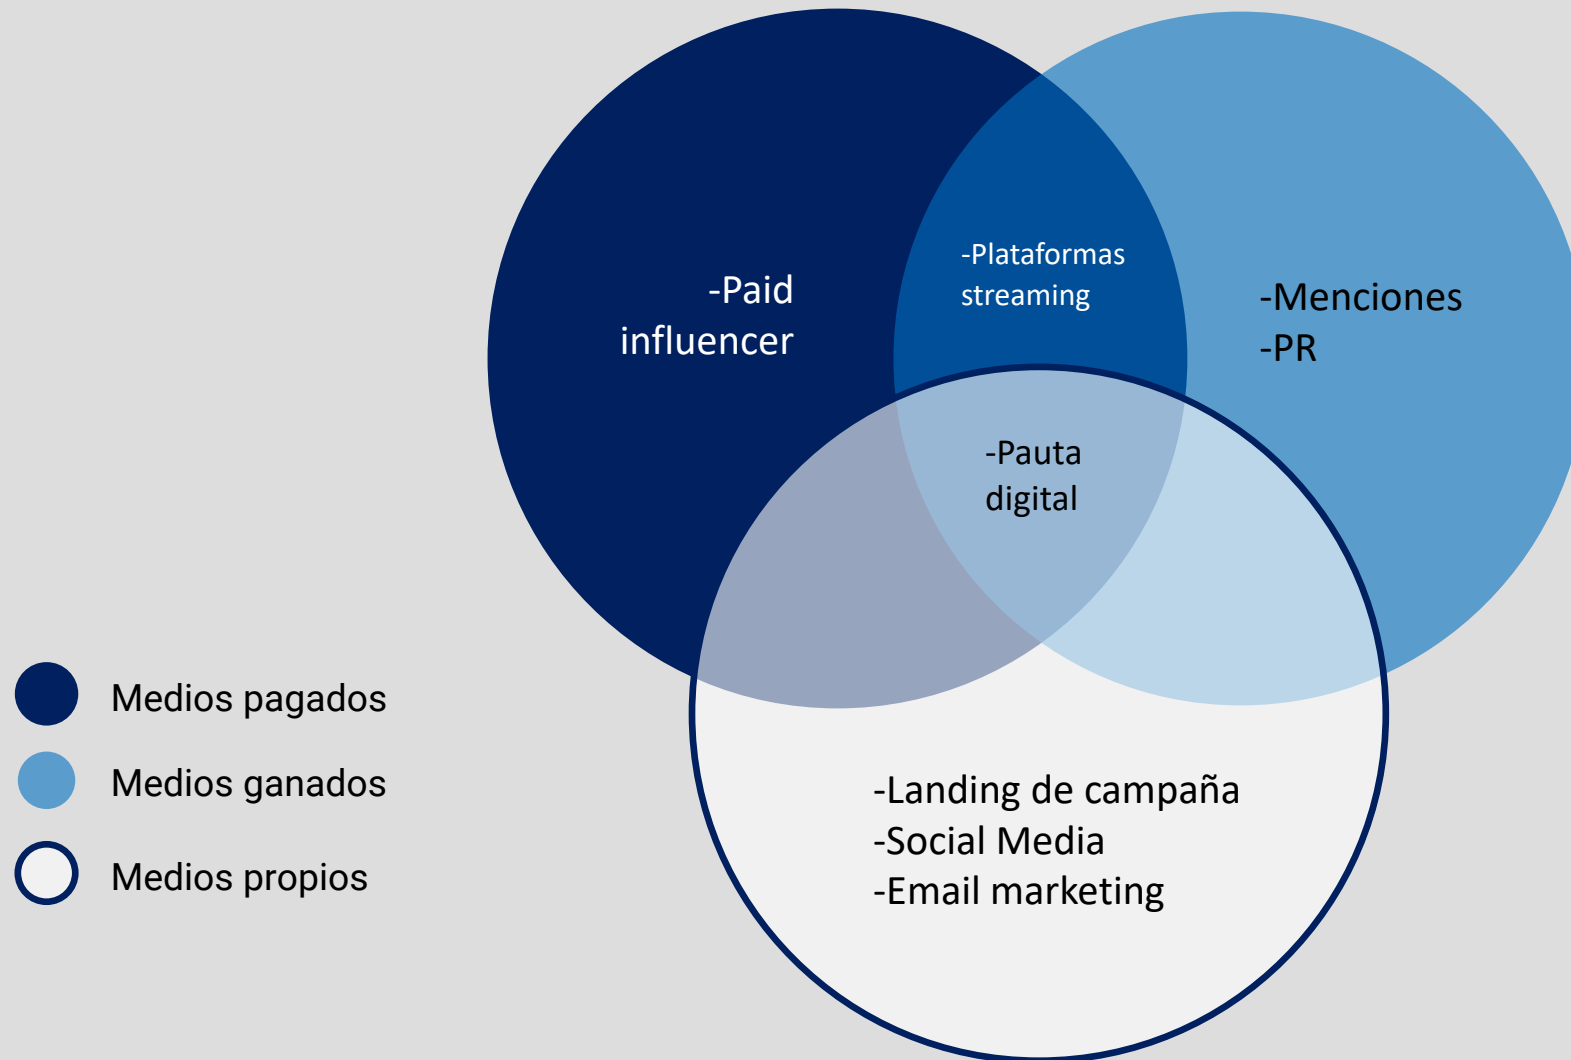 -Paid
influencer
-Plataformas
streaming
-Menciones
-PR
-Pauta
digital
-Landing de campaña
-Social Media
-Email marketing
Medios pagados
Medios ganados
Medios propios